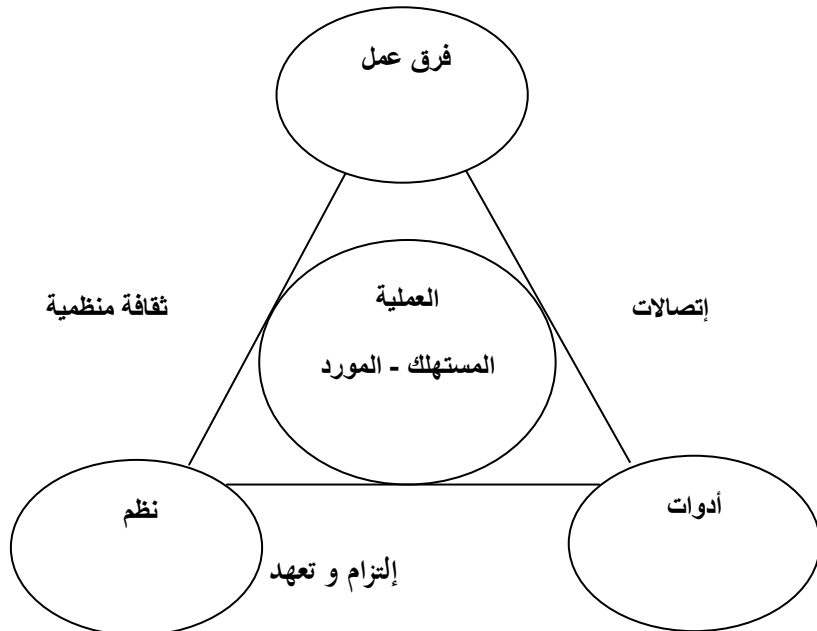 فرق عمل
إتصالات
ثقافة منظمية
العملية
المستهلك - المورد
أدوات
نظم
إلتزام و تعهد